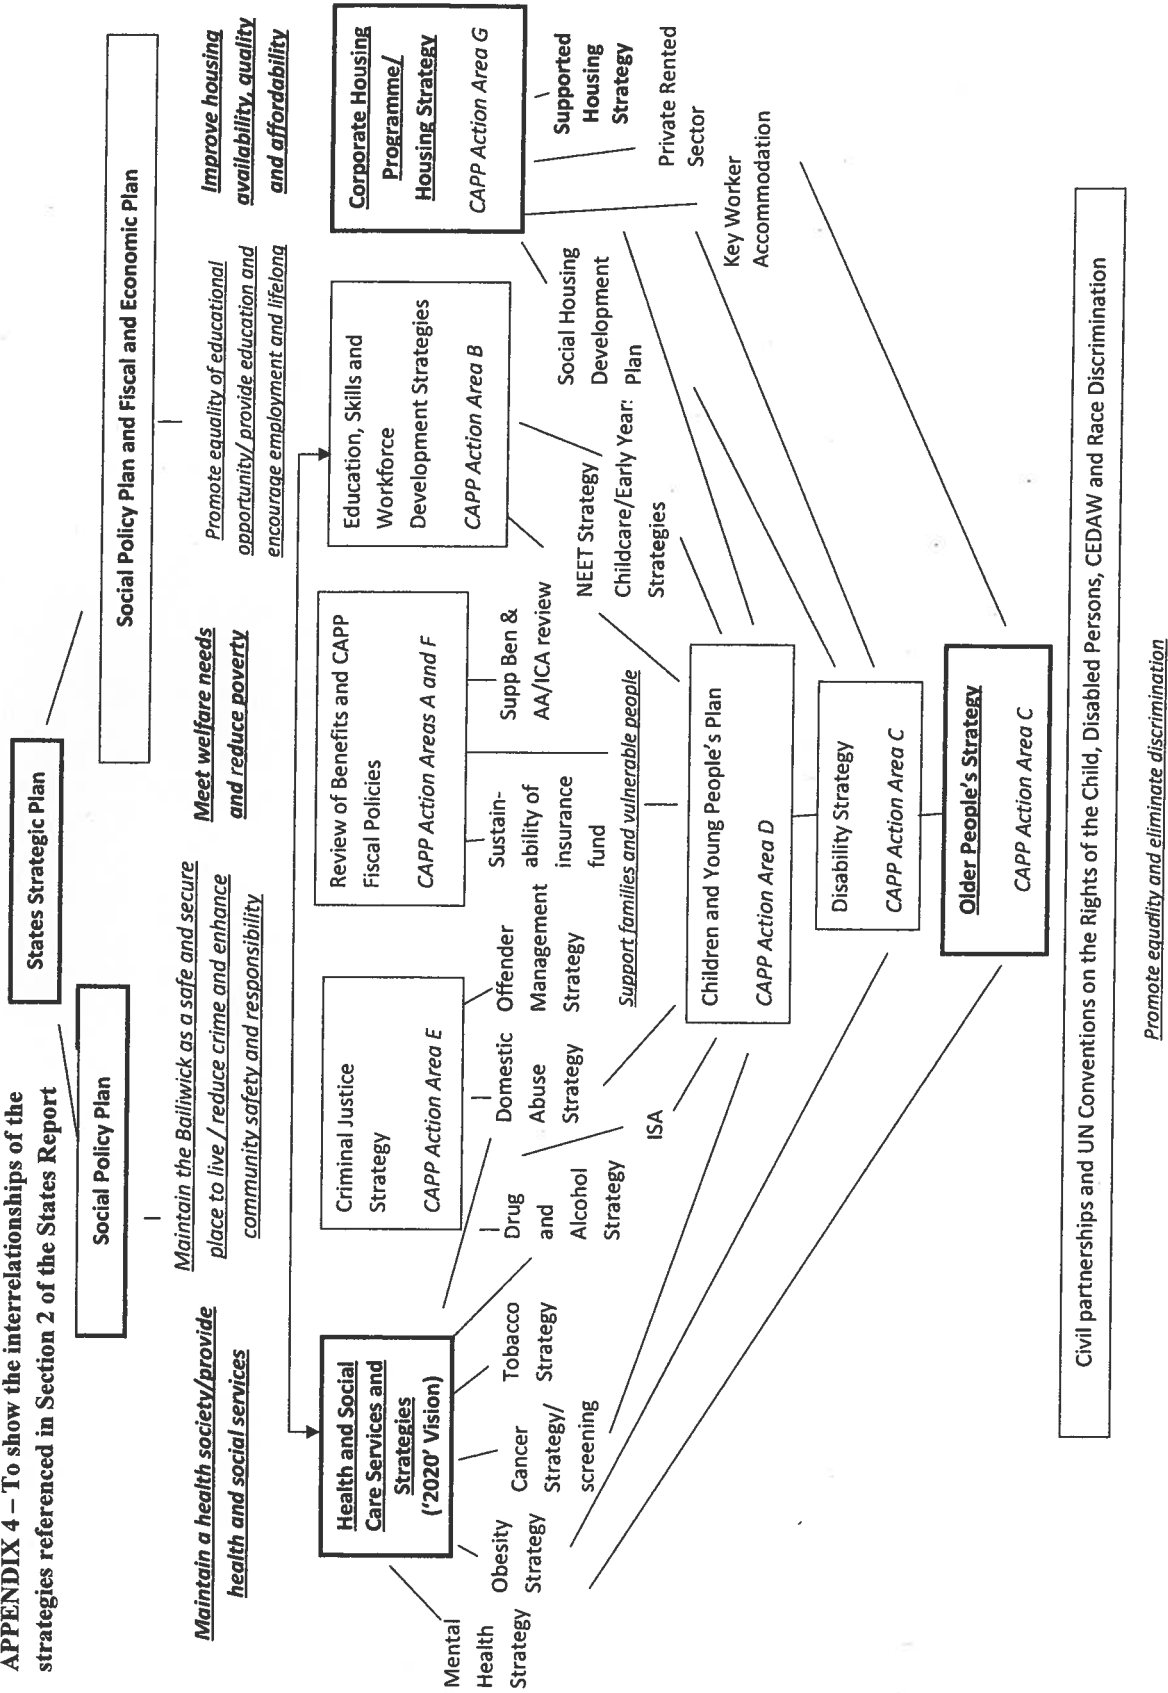 APPENDIX 4 – To show the interrelationships of the
strategies referenced in Section 2 of the States Report
States Strategic Plan
Social Policy Plan
Social Policy Plan and Fiscal and Economic Plan
Maintain a health society/provide
health and social services
Maintain the Bailiwick as a safe and secure
place to live / reduce crime and enhance
community safety and responsibility
Meet welfare needs
and reduce poverty
Promote equality of educational
opportunity/ provide education and
encourage employment and lifelong
Improve housing
availability, quality
and affordability
Health and Social
Care Services and
Strategies
('2020' Vision)
Criminal Justice
Strategy
CAPP Action Area E
Review of Benefits and CAPP
Fiscal Policies
CAPP Action Areas A and F
Education, Skills and
Workforce
Development Strategies
CAPP Action Area B
Corporate Housing
Programme/
Housing Strategy
CAPP Action Area G
Mental
Health
Strategy
Obesity
Strategy
Cancer
Strategy/
screening
Tobacco
Strategy
Drug
and
Alcohol
Strategy
Domestic
Abuse
Strategy
Offender
Management
Strategy
Sustain-
ability of
insurance
fund
Supp Ben &
AA/ICA review
NEET Strategy
Childcare/Early Year:
Strategies
Social Housing
Development
Plan
Supported
Housing
Strategy
Private Rented
Sector
Key Worker
Accommodation
ISA
Support families and vulnerable people
Children and Young People's Plan
CAPP Action Area D
Disability Strategy
CAPP Action Area C
Older People's Strategy
CAPP Action Area C
Civil partnerships and UN Conventions on the Rights of the Child, Disabled Persons, CEDAW and Race Discrimination
Promote equality and eliminate discrimination